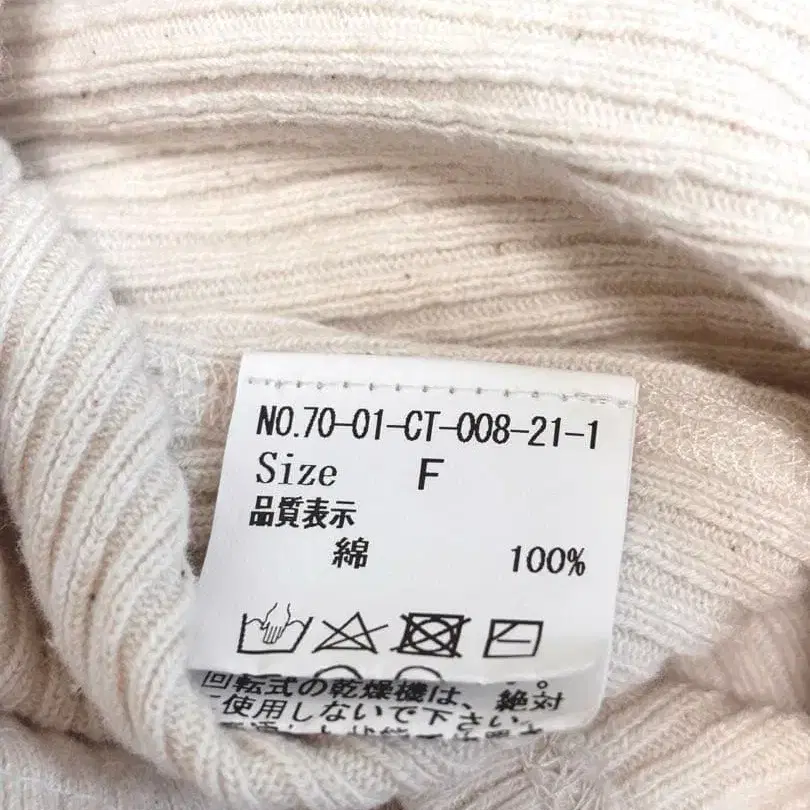 NO.70-01-CT-008-21-1
Size F
品質表示
綿 100%
回転式の乾燥機は、絶対
使用しないで下さい。